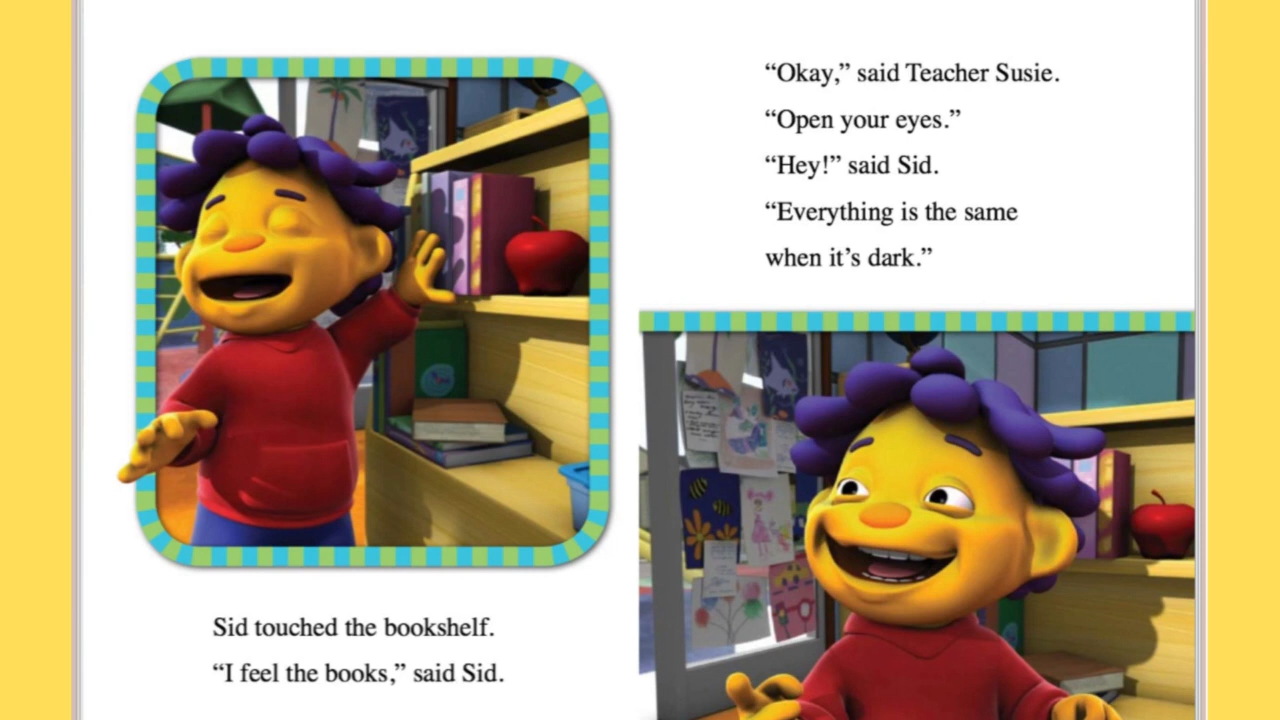 Sid touched the bookshelf.
“I feel the books,” said Sid.
“Okay,” said Teacher Susie.
“Open your eyes.”
“Hey!” said Sid.
“Everything is the same
when it’s dark.”